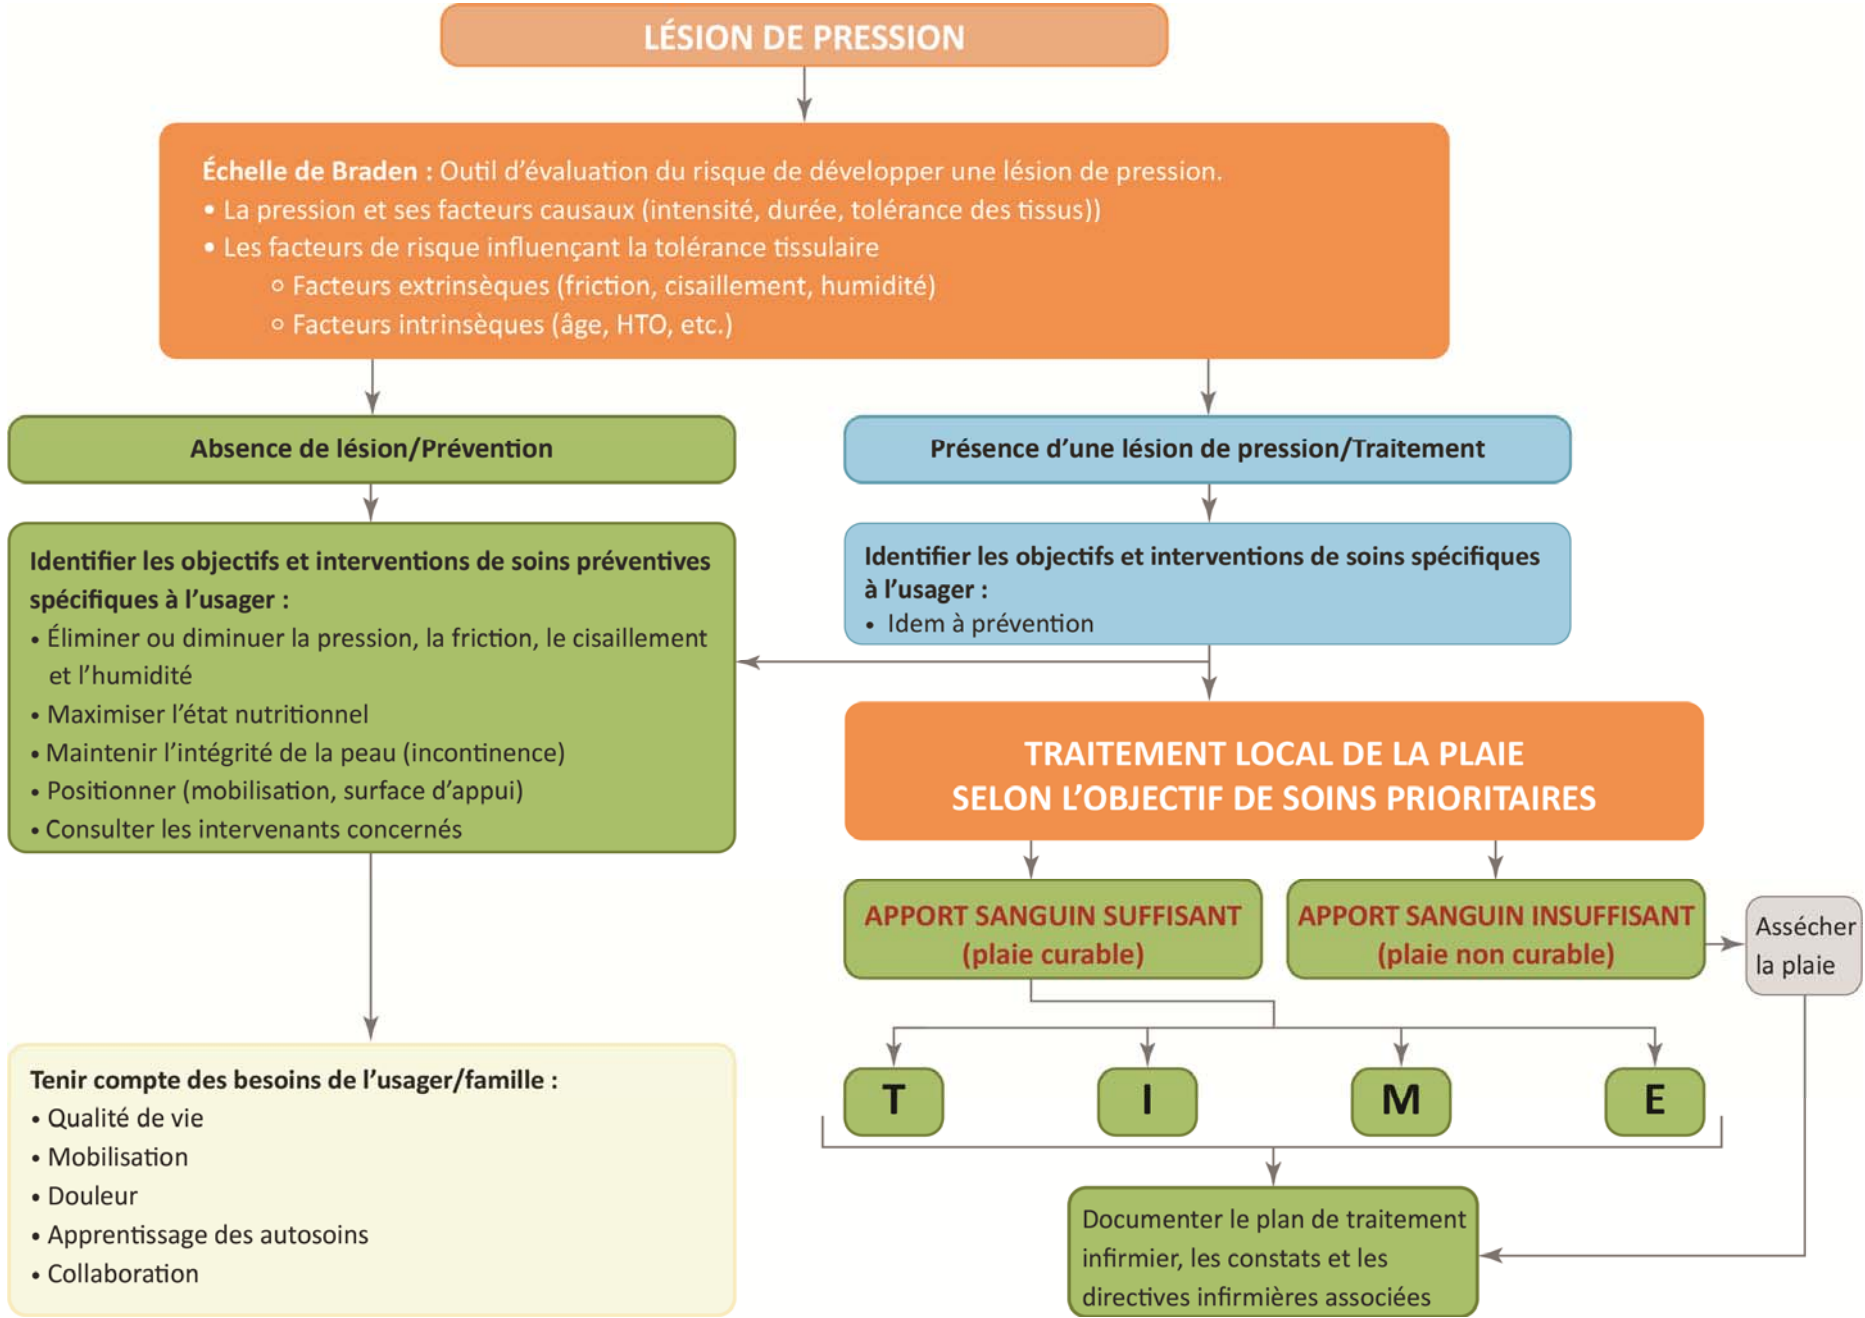 LÉSION DE PRESSION
Échelle de Braden : Outil d’évaluation du risque de développer une lésion de pression.
• La pression et ses facteurs causaux (intensité, durée, tolérance des tissus))
• Les facteurs de risque influençant la tolérance tissulaire
○ Facteurs extrinsèques (friction, cisaillement, humidité)
○ Facteurs intrinsèques (âge, HTO, etc.)
Absence de lésion/Prévention
Identifier les objectifs et interventions de soins préventives
spécifiques à l’usager :
• Éliminer ou diminuer la pression, la friction, le cisaillement
et l’humidité
• Maximiser l’état nutritionnel
• Maintenir l’intégrité de la peau (incontinence)
• Positionner (mobilisation, surface d’appui)
• Consulter les intervenants concernés
Tenir compte des besoins de l’usager/famille :
• Qualité de vie
• Mobilisation
• Douleur
• Apprentissage des autosoins
• Collaboration
Présence d’une lésion de pression/Traitement
Identifier les objectifs et interventions de soins spécifiques
à l’usager :
• Idem à prévention
TRAITEMENT LOCAL DE LA PLAIE
SELON L’OBJECTIF DE SOINS PRIORITAIRES
APPORT SANGUIN SUFFISANT
(plaie curable)
APPORT SANGUIN INSUFFISANT
(plaie non curable)
Assécher
la plaie
T
I
M
E
Documenter le plan de traitement
infirmier, les constats et les
directives infirmières associées